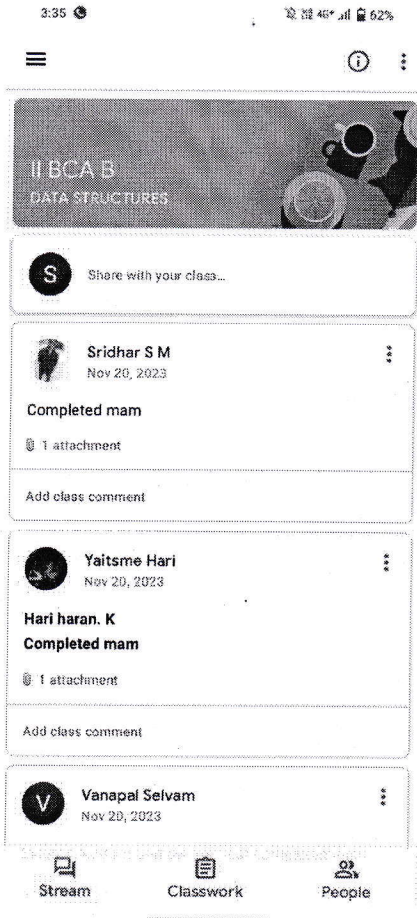 3:35
4G+ 62%
II BCA B
DATA STRUCTURES
S
Share with your class...
Sridhar S M
Nov 20, 2023
Completed mam
1 attachment
Add class comment
Yaitsme Hari
Nov 20, 2023
Hari haran. K
Completed mam
1 attachment
Add class comment
V
Vanapal Selvam
Nov 20, 2023
Stream Classwork People